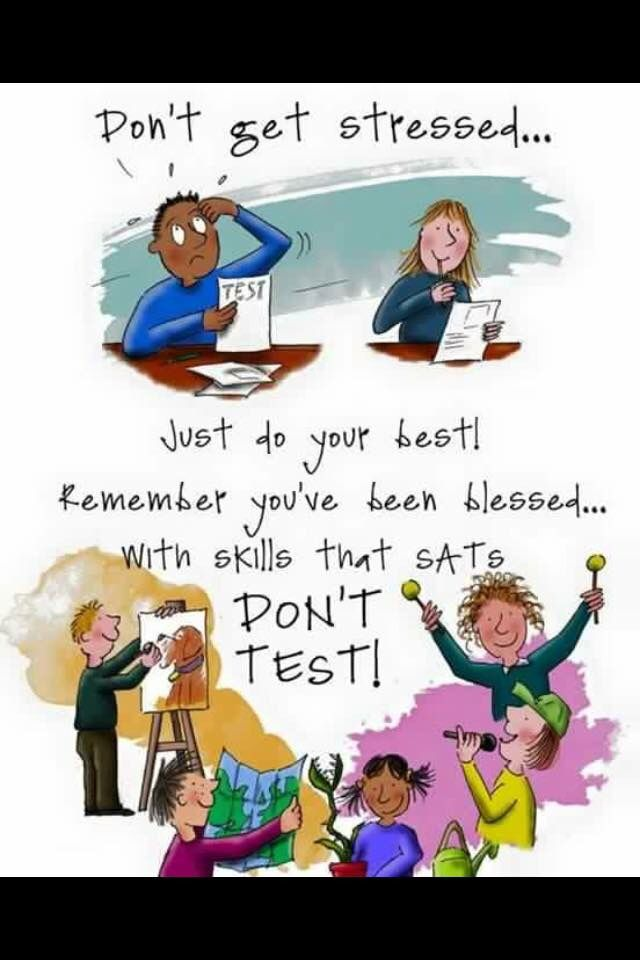 Don't get stressed...
TEST
Just do your best!
Remember you've been blessed...
With skills that SATs
DON'T
TEST!